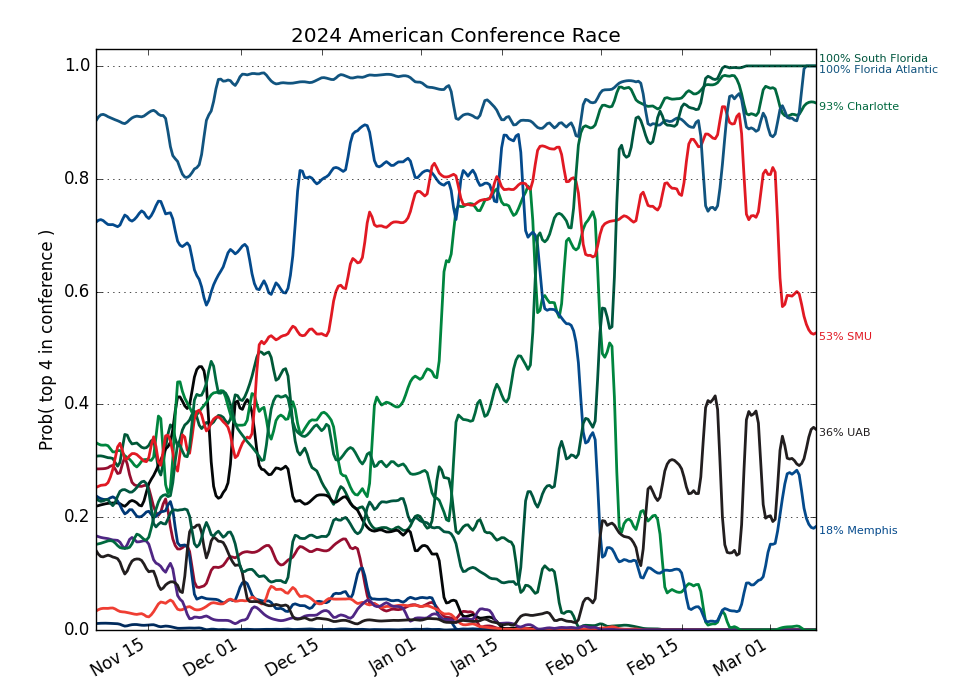 2024 American Conference Race
Prob( top 4 in conference )
1.0
0.8
0.6
0.4
0.2
0.0
Nov 15
Dec 01
Dec 15
Jan 01
Jan 15
Feb 01
Feb 15
Mar 01
100% South Florida
100% Florida Atlantic
93% Charlotte
53% SMU
36% UAB
18% Memphis